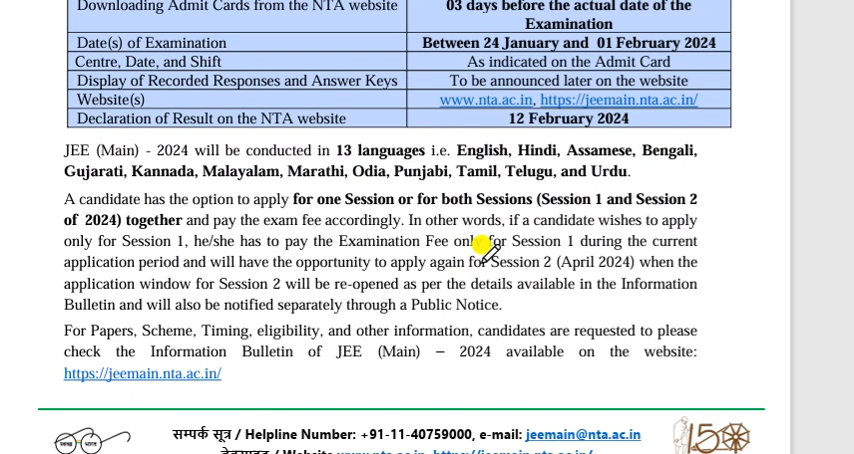 Downloading Admit Cards from the NTA website 03 days before the actual date of the
Examination
Date(s) of Examination Between 24 January and 01 February 2024
Centre, Date, and Shift As indicated on the Admit Card
Display of Recorded Responses and Answer Keys To be announced later on the website
Website(s) www.nta.ac.in, https://jeemain.nta.ac.in/
Declaration of Result on the NTA website 12 February 2024
JEE (Main) - 2024 will be conducted in 13 languages i.e. English, Hindi, Assamese, Bengali,
Gujarati, Kannada, Malayalam, Marathi, Odia, Punjabi, Tamil, Telugu, and Urdu.
A candidate has the option to apply for one Session or for both Sessions (Session 1 and Session 2
of 2024) together and pay the exam fee accordingly. In other words, if a candidate wishes to apply
only for Session 1, he/she has to pay the Examination Fee only for Session 1 during the current
application period and will have the opportunity to apply again for Session 2 (April 2024) when the
application window for Session 2 will be re-opened as per the details available in the Information
Bulletin and will also be notified separately through a Public Notice.
For Papers, Scheme, Timing, eligibility, and other information, candidates are requested to please
check the Information Bulletin of JEE (Main) – 2024 available on the website:
https://jeemain.nta.ac.in/
सम्पर्क सूत्र / Helpline Number: +91-11-40759000, e-mail: jeemain@nta.ac.in
स्वच्छ भारत
15